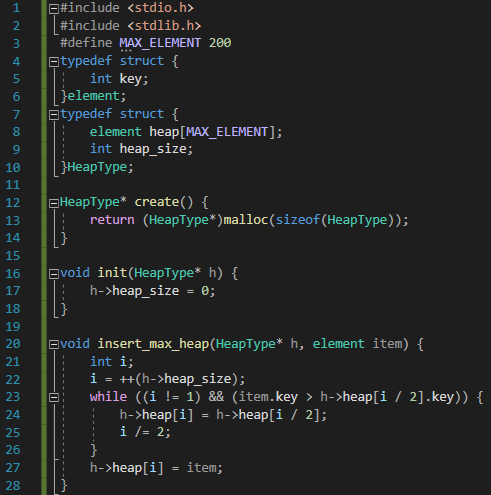 1 #include <stdio.h>
2 #include <stdlib.h>
3 #define MAX_ELEMENT 200
4 typedef struct {
5     int key;
6 }element;
7 typedef struct {
8     element heap[MAX_ELEMENT];
9     int heap_size;
10 }HeapType;
11
12 HeapType* create() {
13     return (HeapType*)malloc(sizeof(HeapType));
14 }
15
16 void init(HeapType* h) {
17     h->heap_size = 0;
18 }
19
20 void insert_max_heap(HeapType* h, element item) {
21     int i;
22     i = ++(h->heap_size);
23     while ((i != 1) && (item.key > h->heap[i / 2].key)) {
24         h->heap[i] = h->heap[i / 2];
25         i /= 2;
26     }
27     h->heap[i] = item;
28 }